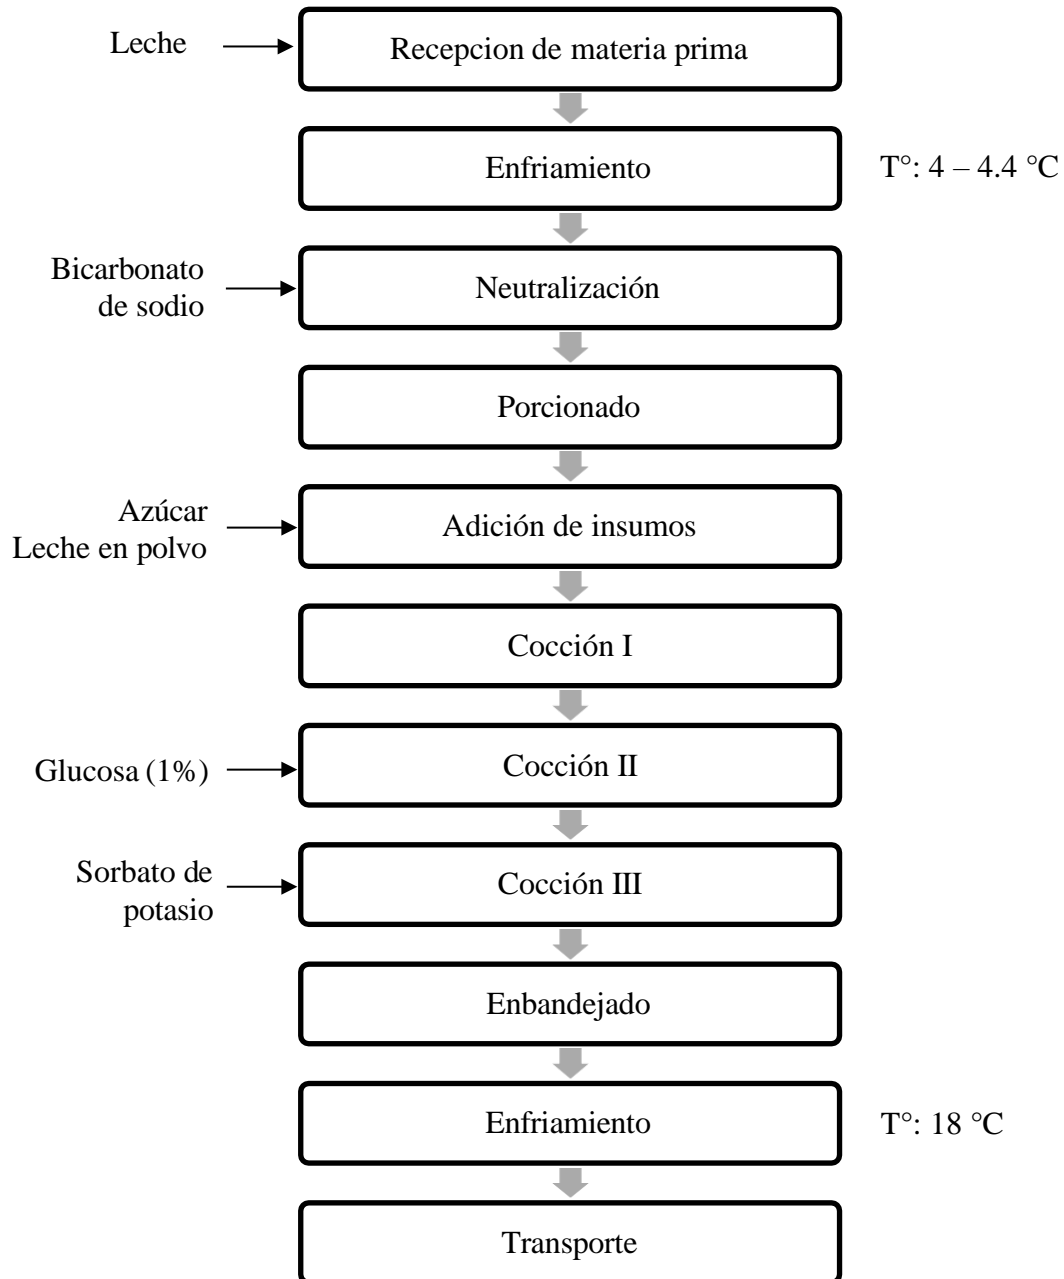 Leche
Recepcion de materia prima
Enfriamiento
T°: 4 – 4.4 °C
Bicarbonato
de sodio
Neutralización
Porcionado
Azúcar
Leche en polvo
Adición de insumos
Cocción I
Glucosa (1%)
Cocción II
Sorbato de
potasio
Cocción III
Enbandejado
Enfriamiento
T°: 18 °C
Transporte